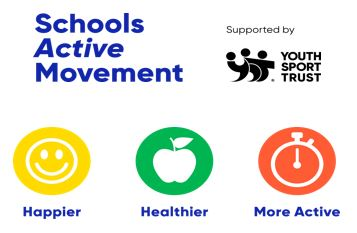 Schools
Active
Movement
Supported by
YOUTH
SPORT
TRUST
Happier
Healthier
More Active